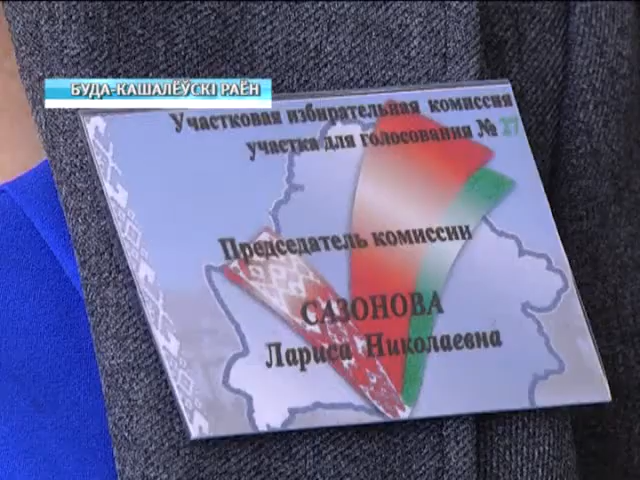 БУДА-КАШАЛЁЎСКІ РАЁН
Участковая избирательная комиссия
участка для голосования № 27
Председатель комиссии
САЗОНОВА
Лариса Николаевна